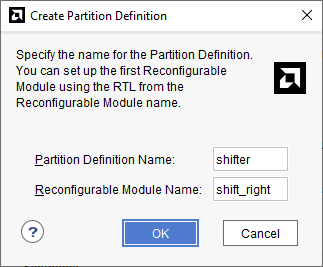 Create Partition Definition
Specify the name for the Partition Definition.
You can set up the first Reconfigurable
Module using the RTL from the
Reconfigurable Module name.
Partition Definition Name: shifter
Reconfigurable Module Name: shift_right
? OK Cancel